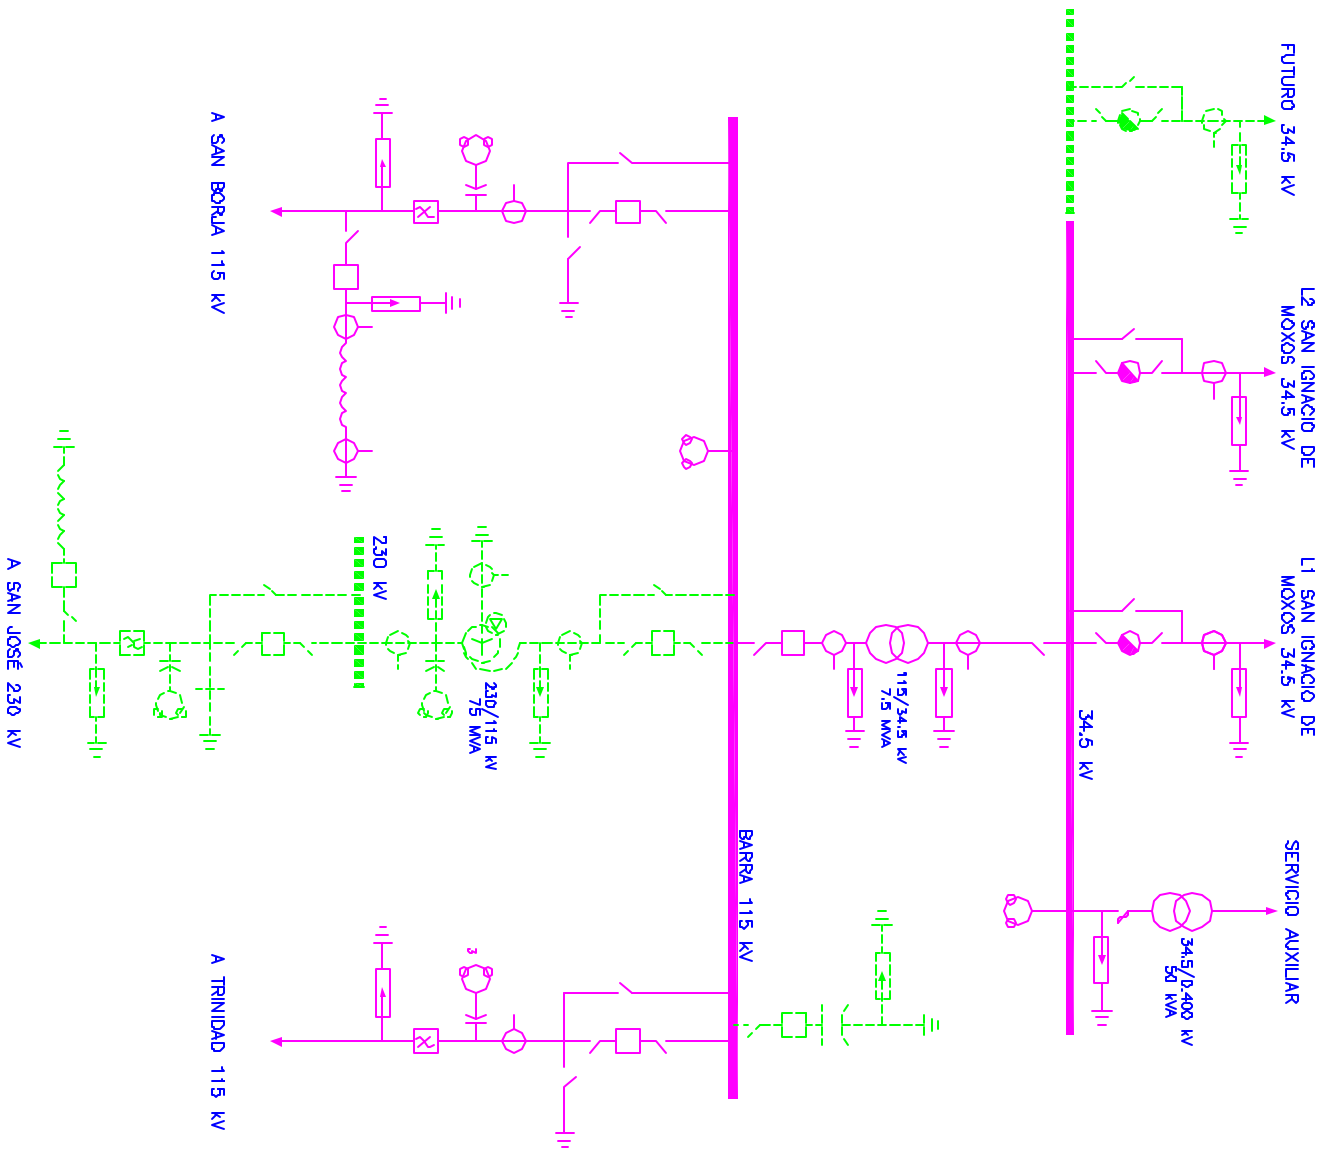 FUTURO 34.5 kV
L2 SAN IGNACIO DE
MOXOS 34.5 kV
L1 SAN IGNACIO DE
MOXOS 34.5 kV
SERVICIO AUXILIAR
34.5/0.400 kV
50 kVA
34.5 kV
115/34.5 kV
7.5 MVA
BARRA 115 kV
230/115 kV
75 MVA
3
230 kV
A SAN BORJA 115 kV
A TRINIDAD 115 kV
A SAN JOSÉ 230 kV